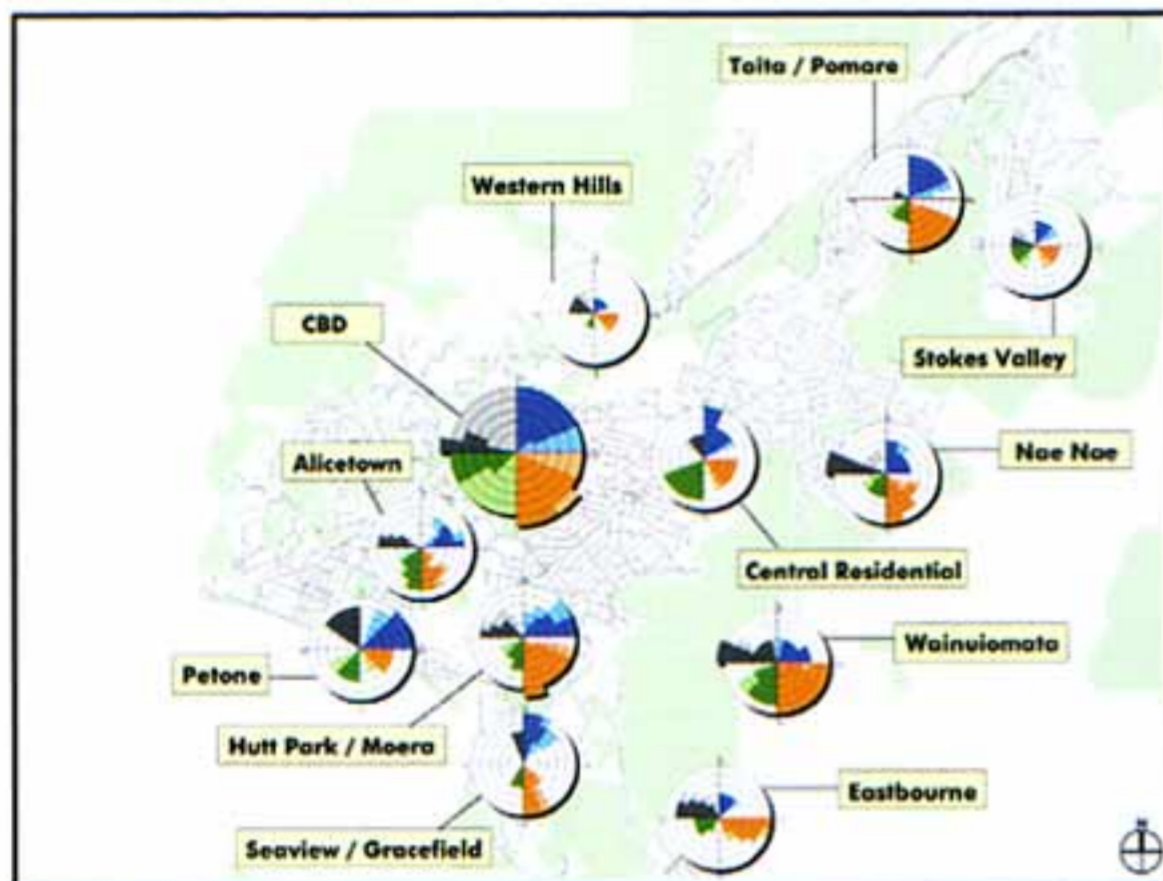 Taita / Pomare
Western Hills
CBD
Stokes Valley
Alicetown
Nae Nae
Central Residential
Wainuiomata
Petone
Hutt Park / Moera
Eastbourne
Seaview / Gracefield
N